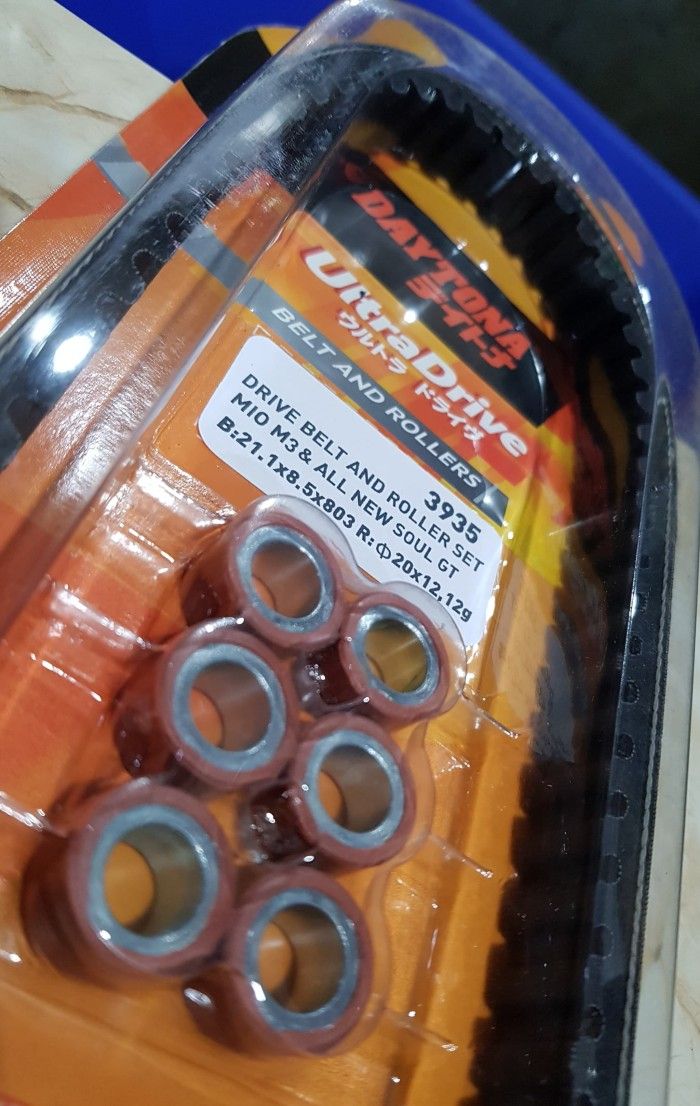 DAYTONA
デイトナ
UltraDrive
ウルトラ ドライヴ
BELT AND ROLLERS
3935
DRIVE BELT AND ROLLER SET
MIO M3 & ALL NEW SOUL GT
B:21.1x8.5x803 R: Φ20x12,12g